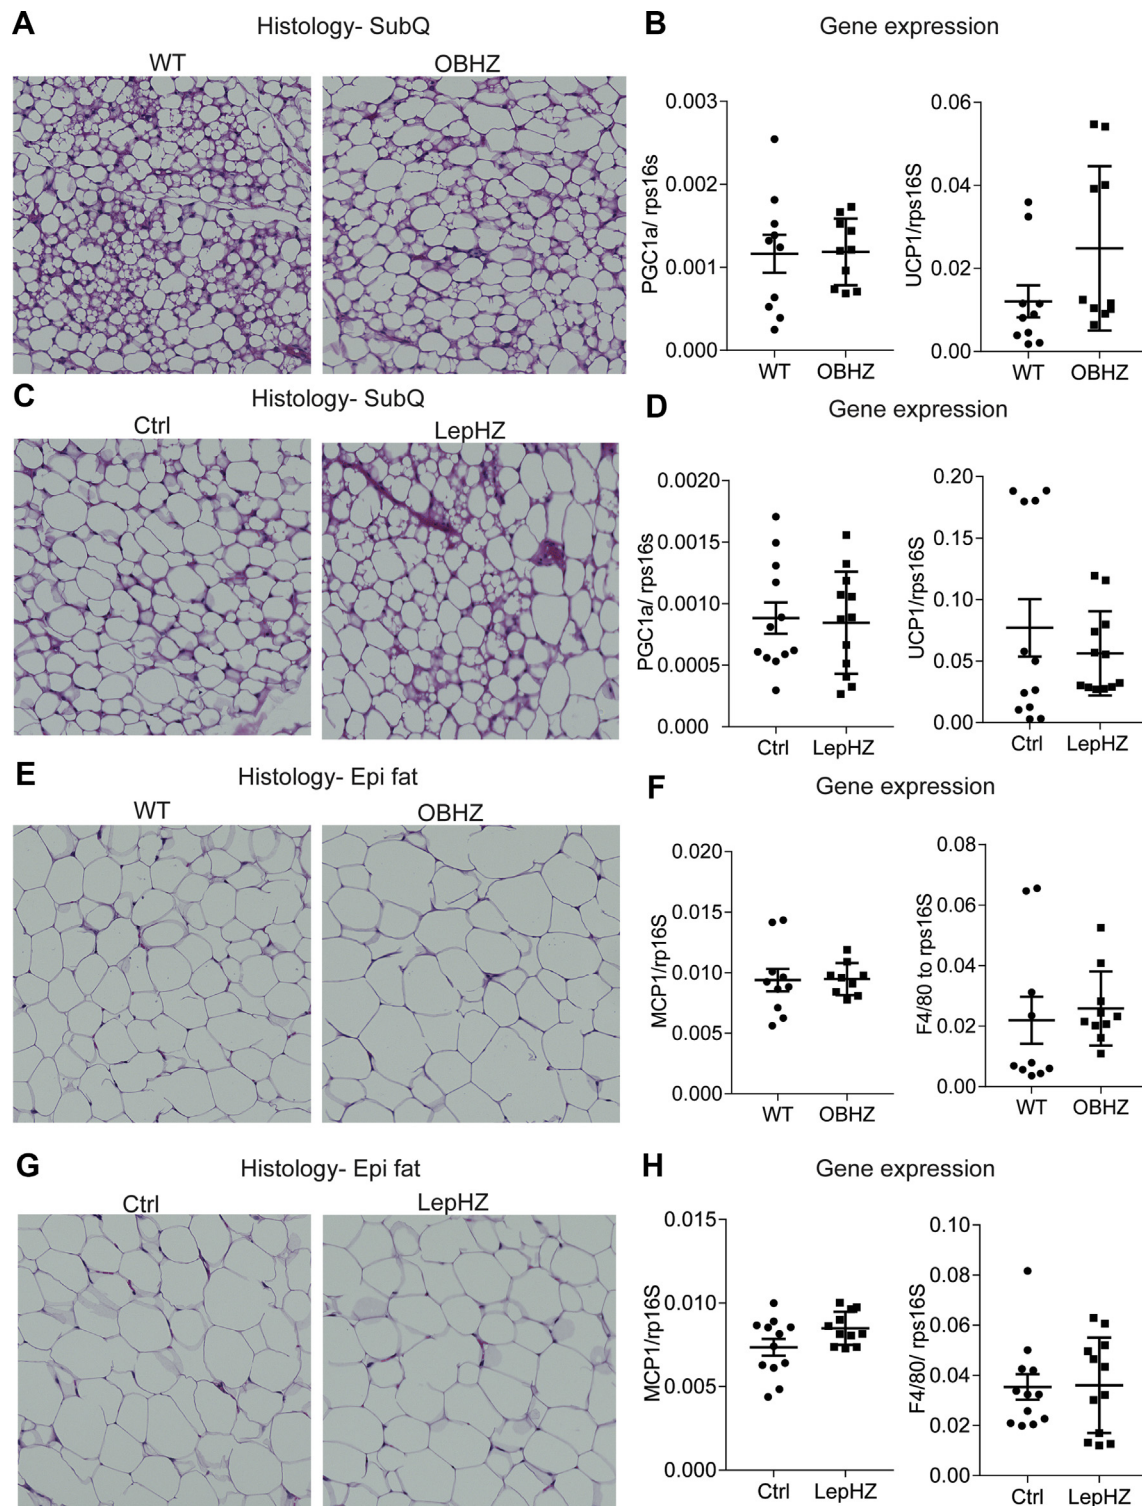 A
Histology- SubQ
WT
OBHZ
B
Gene expression
PGC1a/ rps16s
0.003
0.002
0.001
0.000
WT
OBHZ
UCP1/rps16S
0.06
0.04
0.02
0.00
WT
OBHZ
C
Histology- SubQ
Ctrl
LepHZ
D
Gene expression
PGC1a/ rps16s
0.0020
0.0015
0.0010
0.0005
0.000
Ctrl
LepHZ
UCP1/rps16S
0.20
0.15
0.10
0.05
0.00
Ctrl
LepHZ
E
Histology- Epi fat
WT
OBHZ
F
Gene expression
MCP1/rp16S
0.020
0.015
0.010
0.005
0.000
WT
OBHZ
F4/80 to rps16S
0.08
0.06
0.04
0.02
0.00
WT
OBHZ
G
Histology- Epi fat
Ctrl
LepHZ
H
Gene expression
MCP1/rp16S
0.015
0.010
0.005
0.000
Ctrl
LepHZ
F4/80/ rps16S
0.10
0.08
0.06
0.04
0.02
0.00
Ctrl
LepHZ